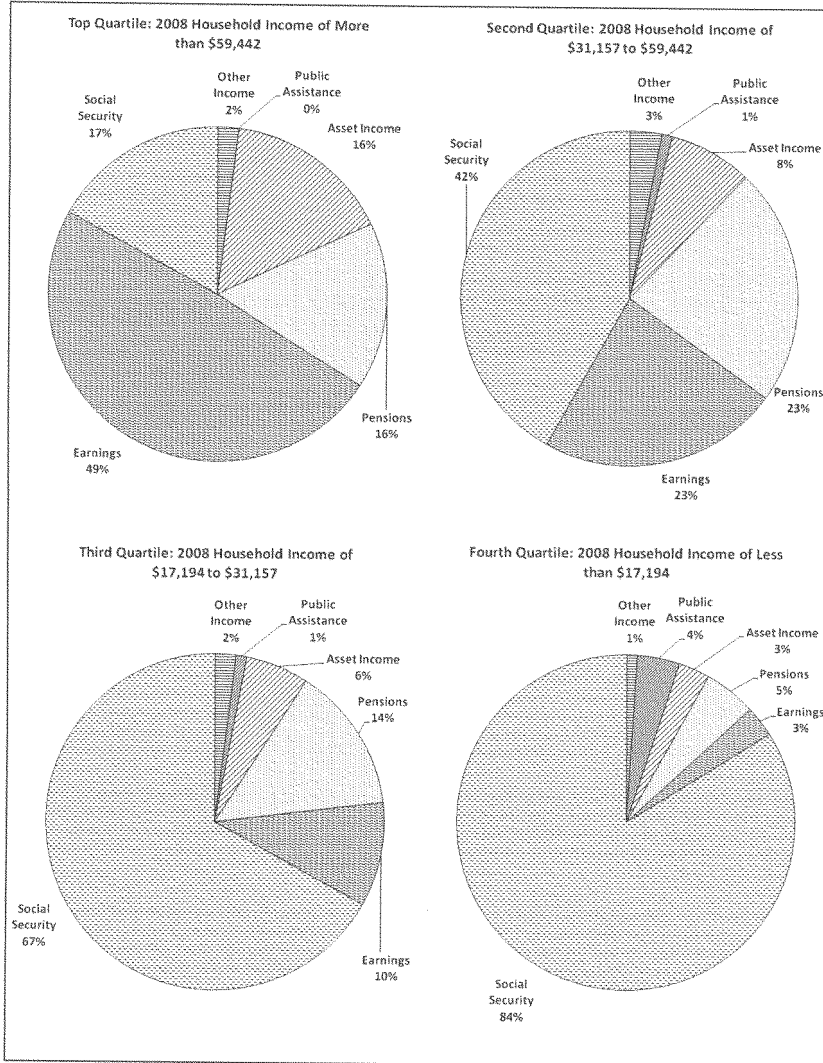 Top Quartile: 2008 Household Income of More
than $59,442
Other
Income
2%
Public
Assistance
0%
Asset Income
16%
Social
Security
17%
Pensions
16%
Earnings
49%
Second Quartile: 2008 Household Income of
$31,157 to $59,442
Other
Income
3%
Public
Assistance
1%
Asset Income
8%
Social
Security
42%
Pensions
23%
Earnings
23%
Third Quartile: 2008 Household Income of
$17,194 to $31,157
Other
Income
2%
Public
Assistance
1%
Asset Income
6%
Pensions
14%
Social
Security
67%
Earnings
10%
Fourth Quartile: 2008 Household Income of Less
than $17,194
Other
Income
1%
Public
Assistance
4%
Asset Income
3%
Pensions
5%
Earnings
3%
Social
Security
84%